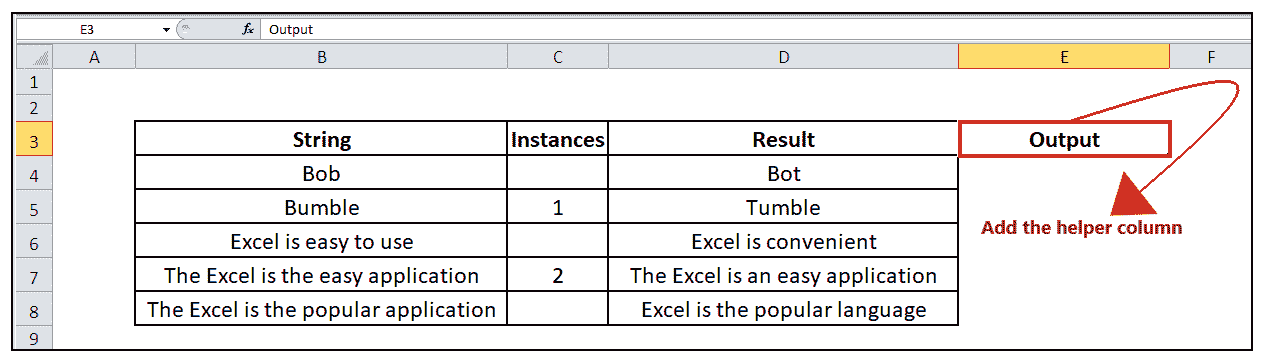 E3 fx Output
A B C D E F
1
2
3 String Instances Result Output
4 Bob Bot
5 Bumble 1 Tumble
Add the helper column
6 Excel is easy to use Excel is convenient
7 The Excel is the easy application 2 The Excel is an easy application
8 The Excel is the popular application Excel is the popular language
9